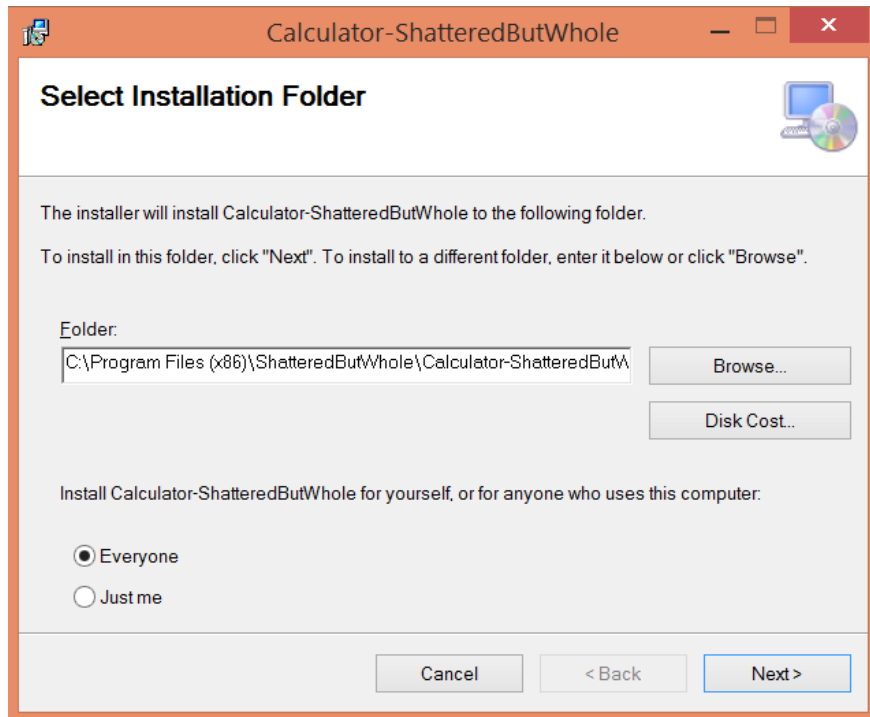 Calculator-ShatteredButWhole
Select Installation Folder
The installer will install Calculator-ShatteredButWhole to the following folder.
To install in this folder, click "Next". To install to a different folder, enter it below or click "Browse".
Folder:
C:\Program Files (x86)\ShatteredButWhole\Calculator-ShatteredButW
Browse...
Disk Cost...
Install Calculator-ShatteredButWhole for yourself, or for anyone who uses this computer:
Everyone
Just me
Cancel
< Back
Next >